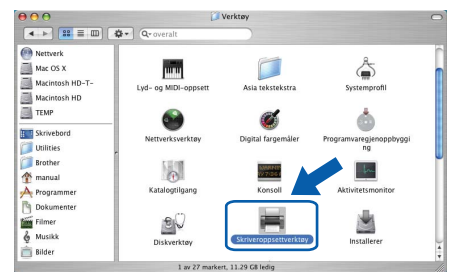 Verktøy
overalt
Nettverk
Mac OS X
Macintosh HD-T-
Macintosh HD
TEMP
Skrivebord
Utilities
Brother
manual
Programmer
Dokumenter
Filmer
Musikk
Bilder
Lyd- og MIDI-oppsett
Asia tekstekstra
Systemprofil
Nettverksverktøy
Digital fargemåler
Programvaregjenoppbyggi
ng
Katalogtilgang
Konsoll
Aktivitetsmonitor
Diskverktøy
Skriveroppsettverktøy
Installerer
1 av 27 markert, 11.29 GB ledig